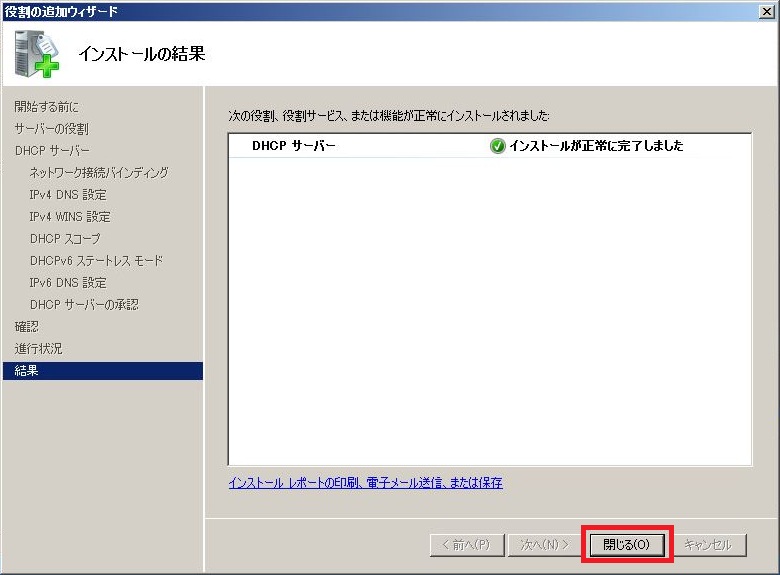 役割の追加ウィザード
インストールの結果
開始する前に
サーバーの役割
DHCP サーバー
ネットワーク接続バインディング
IPv4 DNS 設定
IPv4 WINS 設定
DHCP スコープ
DHCPv6 ステートレス モード
IPv6 DNS 設定
DHCP サーバーの承認
確認
進行状況
結果
次の役割、役割サービス、または機能が正常にインストールされました:
DHCP サーバー インストールが正常に完了しました
インストール レポートの印刷、電子メール送信、または保存
< 前へ(P) 次へ(N) > 閉じる(O) キャンセル